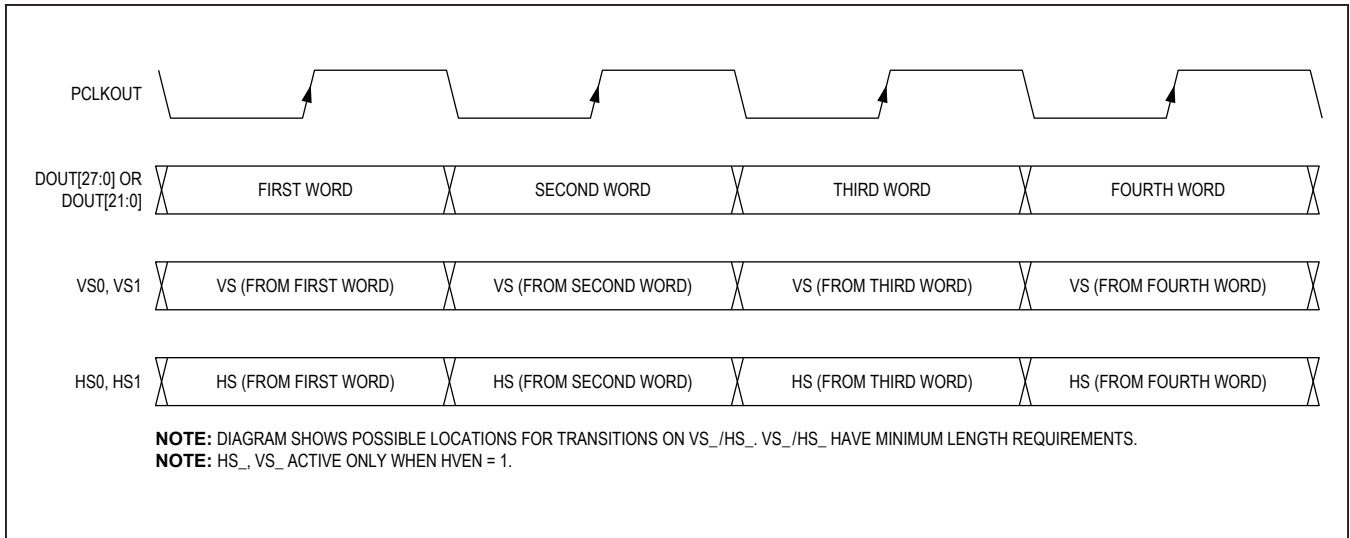 PCLKOUT
DOUT[27:0] OR
DOUT[21:0]
FIRST WORD
SECOND WORD
THIRD WORD
FOURTH WORD
VS0, VS1
VS (FROM FIRST WORD)
VS (FROM SECOND WORD)
VS (FROM THIRD WORD)
VS (FROM FOURTH WORD)
HS0, HS1
HS (FROM FIRST WORD)
HS (FROM SECOND WORD)
HS (FROM THIRD WORD)
HS (FROM FOURTH WORD)
NOTE: DIAGRAM SHOWS POSSIBLE LOCATIONS FOR TRANSITIONS ON VS_/HS_. VS_/HS_ HAVE MINIMUM LENGTH REQUIREMENTS.
NOTE: HS_, VS_ ACTIVE ONLY WHEN HVEN = 1.